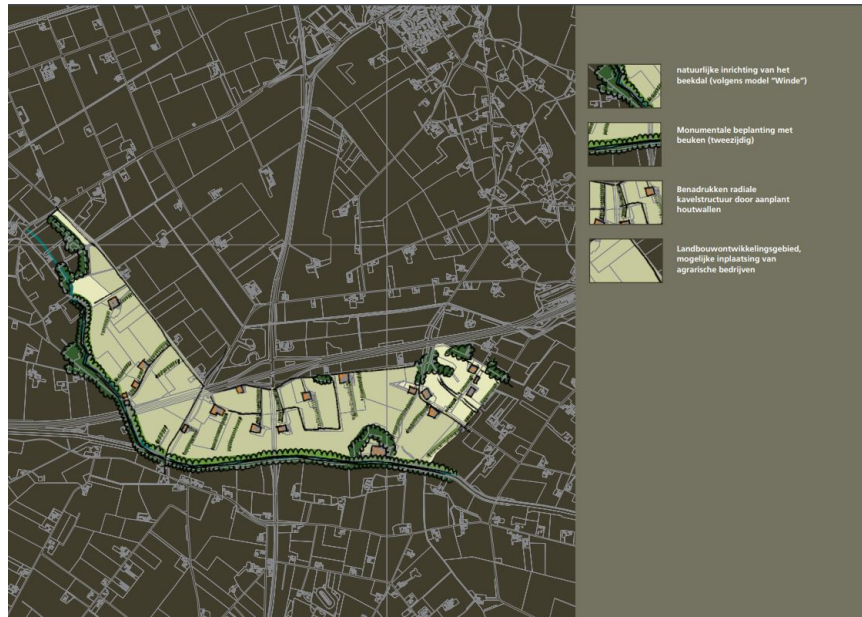 natuurlijke inrichting van het
beekdal (volgens model "Winde")
Monumentale beplanting met
beuken (tweezijdig)
Benadrukken radiale
kavelstructuur door aanplant
houtwallen
Landbouwontwikkelingsgebied,
mogelijke inplaatsing van
agrarische bedrijven